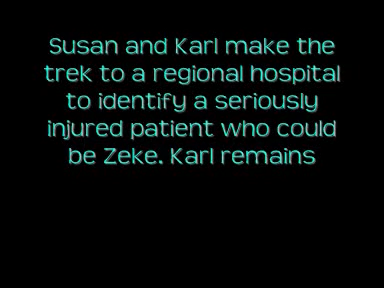 Susan and Karl make the
trek to a regional hospital
to identify a seriously
injured patient who could
be Zeke. Karl remains